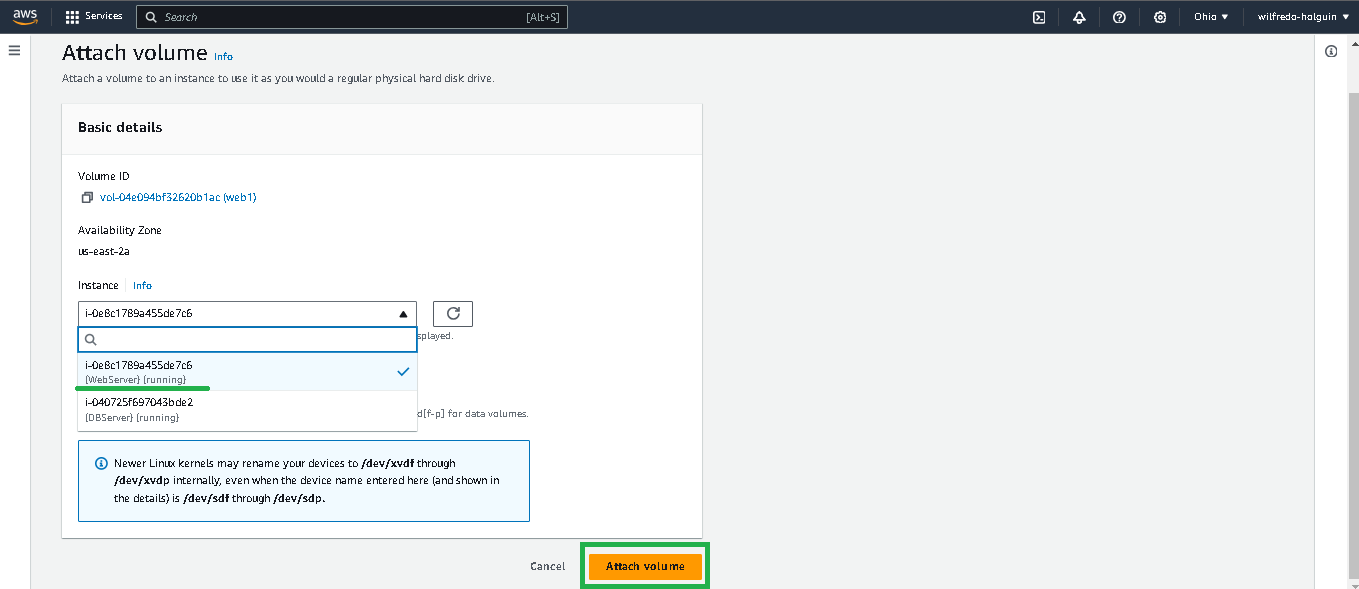 aws Services Search [Alt+S] Ohio wilfredo-holguin
Attach volume Info
Attach a volume to an instance to use it as you would a regular physical hard disk drive.
Basic details
Volume ID
vol-04e094bf32620b1ac (web1)
Availability Zone
us-east-2a
Instance Info
i-0e8c1789a455de7c6
splayed.
i-0e8c1789a455de7c6
(WebServer) (running)
i-040725f697043bde2
(DBServer) (running)
d[f-p] for data volumes.
Newer Linux kernels may rename your devices to /dev/xvdf through
/dev/xvdp internally, even when the device name entered here (and shown in
the details) is /dev/sdf through /dev/sdp.
Cancel Attach volume